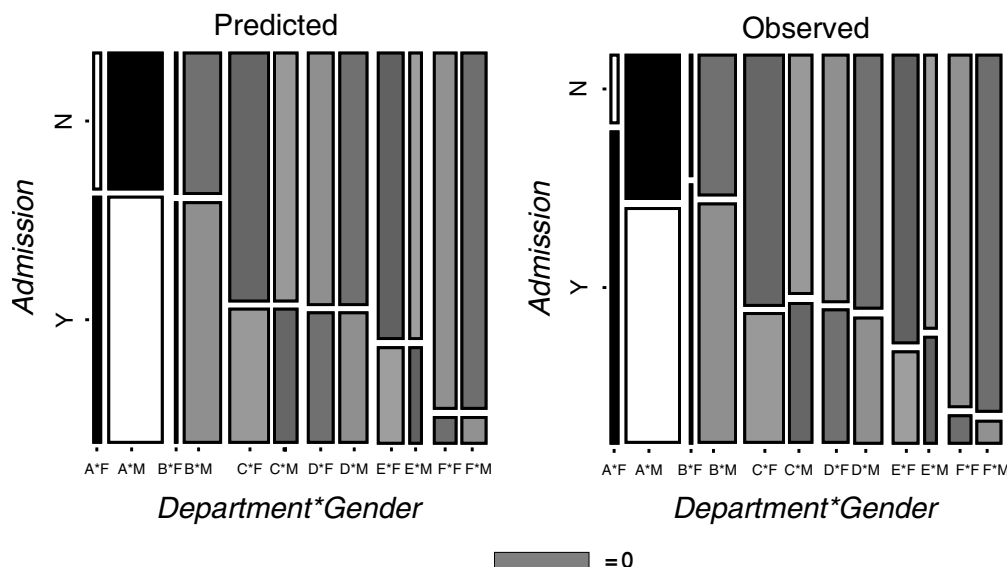 Predicted
Observed
N
Y
Admission
A*F A*M B*F B*M C*F C*M D*F D*M E*F E*M F*F F*M
Department*Gender
N
Y
Admission
A*F A*M B*F B*M C*F C*M D*F D*M E*F E*M F*F F*M
Department*Gender
=0